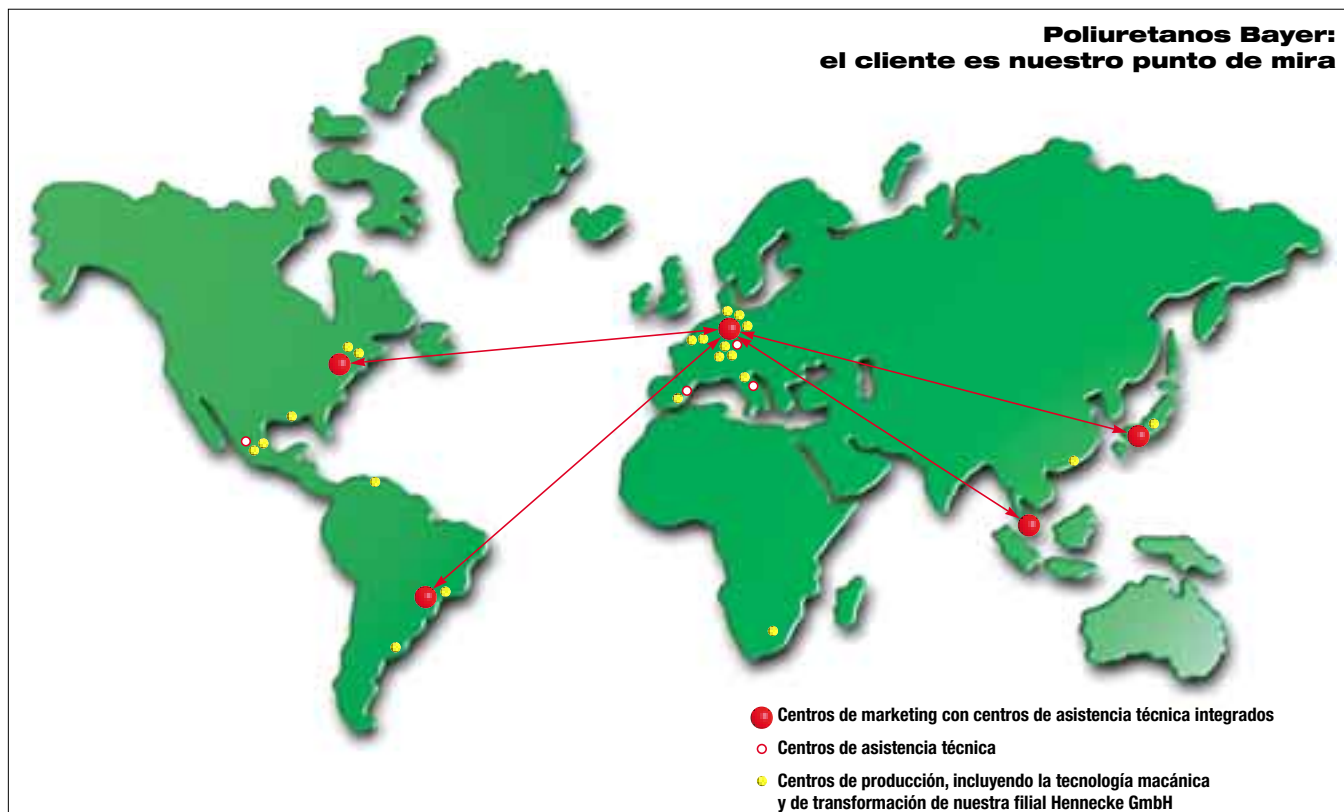 Poliuretanos Bayer:
el cliente es nuestro punto de mira
Centros de marketing con centros de asistencia técnica integrados
Centros de asistencia técnica
Centros de producción, incluyendo la tecnología macánica
y de transformación de nuestra filial Hennecke GmbH